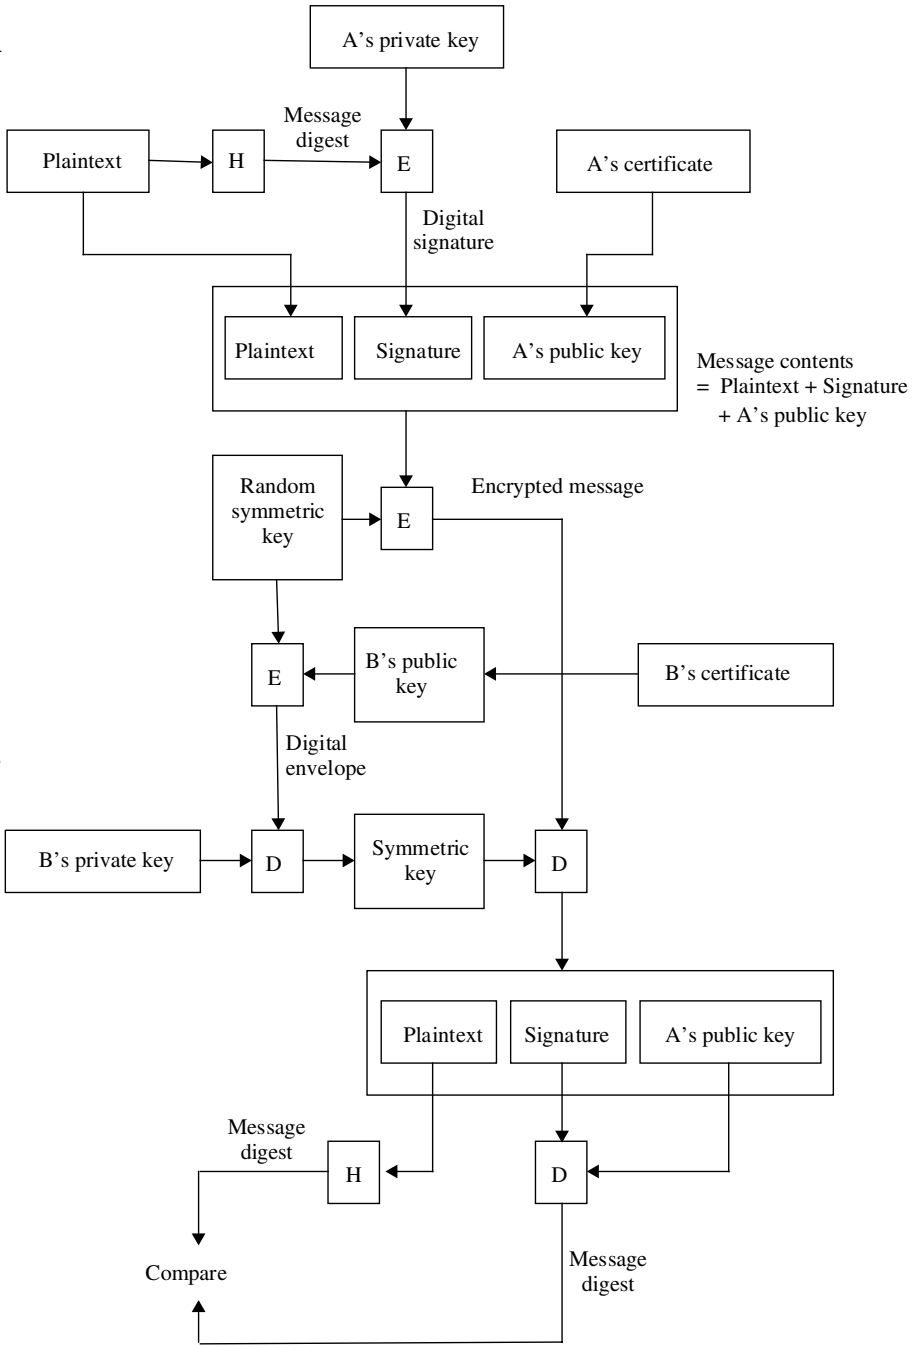 A's private key
Message
digest
Plaintext
H
E
A's certificate
Digital
signature
Plaintext
Signature
A's public key
Message contents
= Plaintext + Signature
+ A's public key
Random
symmetric
key
E
Encrypted message
E
B's public
key
B's certificate
Digital
envelope
B's private key
D
Symmetric
key
D
Plaintext
Signature
A's public key
Message
digest
H
D
Compare
Message
digest